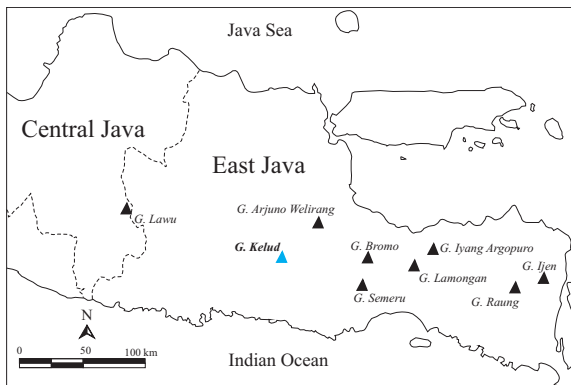 Java Sea
Central Java
East Java
G. Lawu
G. Arjuno Welirang
G. Kelud
G. Bromo
G. Iyang Argopuro
G. Ijen
G. Lamongan
G. Semeru
G. Raung
N
0 50 100 km
Indian Ocean